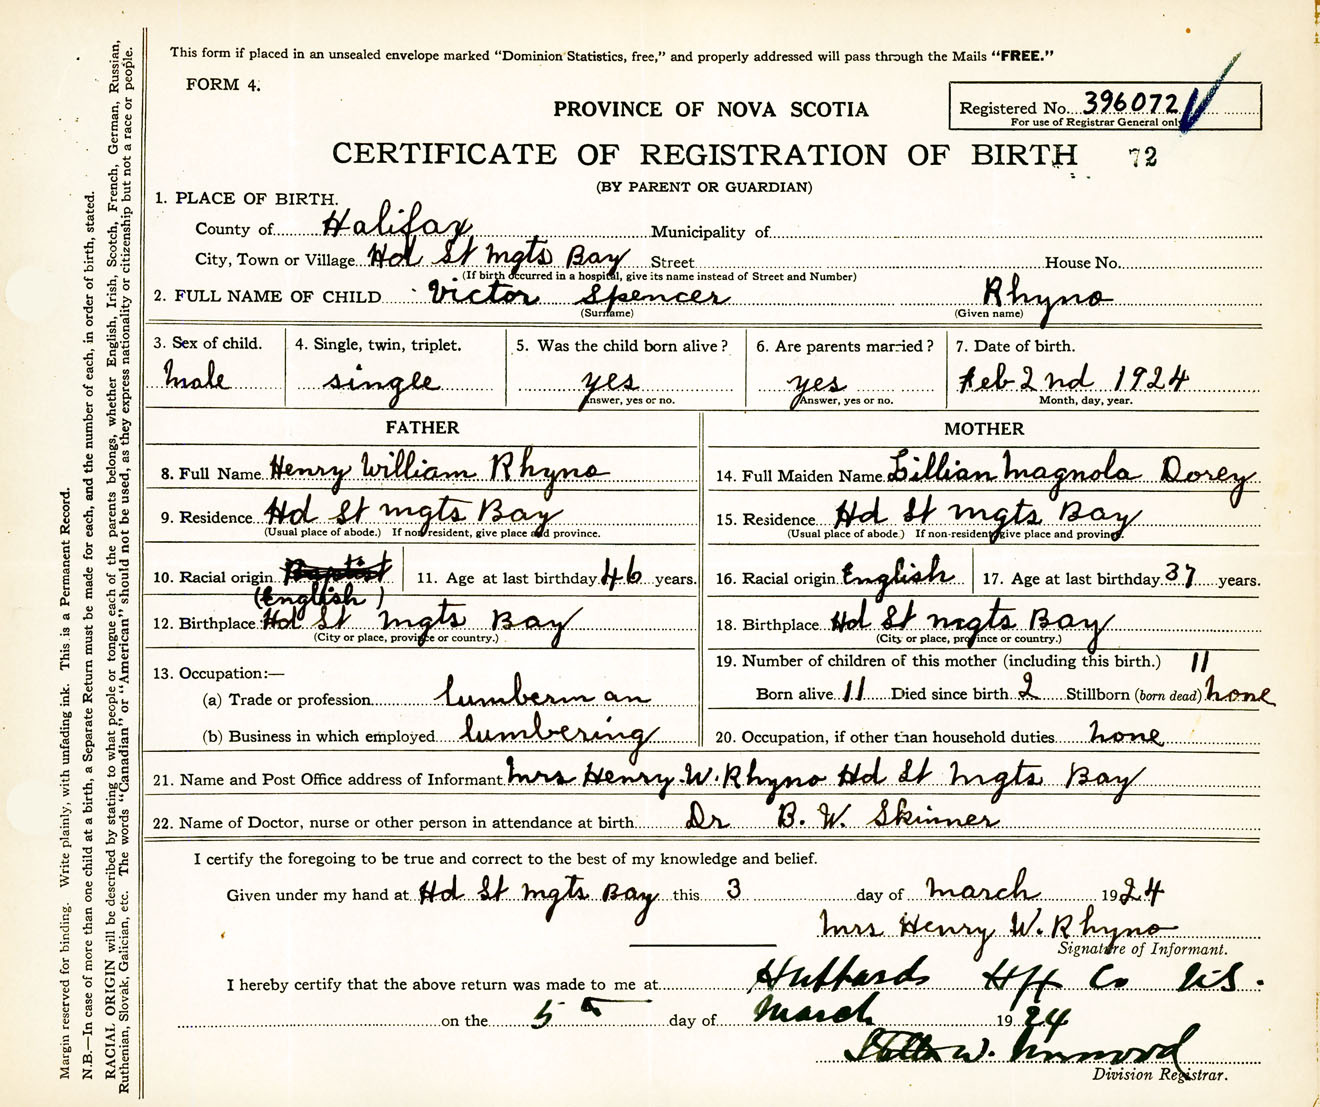 This form if placed in an unsealed envelope marked "Dominion Statistics, free," and properly addressed will pass through the Mails "FREE."
FORM 4.
PROVINCE OF NOVA SCOTIA
Registered No. 396072
For use of Registrar General only
CERTIFICATE OF REGISTRATION OF BIRTH 72
(BY PARENT OR GUARDIAN)
1. PLACE OF BIRTH.
County of Halifax Municipality of
City, Town or Village Hd St Mgts Bay Street House No.
(If birth occurred in a hospital, give its name instead of Street and Number)
2. FULL NAME OF CHILD Victor Spencer Rhyno
(Surname) (Given name)
3. Sex of child. 4. Single, twin, triplet. 5. Was the child born alive? 6. Are parents married? 7. Date of birth.
Male single yes yes Feb 2nd 1924
Answer, yes or no. Answer, yes or no. Month, day, year.
FATHER
8. Full Name Henry William Rhyno
9. Residence Hd St Mgts Bay
(Usual place of abode.) If non-resident, give place and province.
10. Racial origin Baptist 11. Age at last birthday 46 years.
(English)
12. Birthplace Hd St Mgts Bay
(City or place, province or country.)
13. Occupation:—
(a) Trade or profession lumberman
(b) Business in which employed lumbering
MOTHER
14. Full Maiden Name Lillian Magnola Dorey
15. Residence Hd St Mgts Bay
(Usual place of abode.) If non-resident, give place and province.
16. Racial origin English 17. Age at last birthday 37 years.
18. Birthplace Hd St Mgts Bay
(City or place, province or country.)
19. Number of children of this mother (including this birth.) 11
Born alive 11 Died since birth 2 Stillborn (born dead) none
20. Occupation, if other than household duties none
21. Name and Post Office address of Informant Mrs Henry W. Rhyno Hd St Mgts Bay
22. Name of Doctor, nurse or other person in attendance at birth Dr B. W. Skinner
I certify the foregoing to be true and correct to the best of my knowledge and belief.
Given under my hand at Hd St Mgts Bay this 3 day of March 1924
Mrs Henry W. Rhyno
Signature of Informant.
I hereby certify that the above return was made to me at Hubbards Hfx Co N.S.
on the 5th day of March 1924
W.
Division Registrar.
Margin reserved for binding. Write plainly, with unfading ink. This is a Permanent Record.
N.B.—In case of more than one child at a birth, a Separate Return must be made for each, and the number of each, in order of birth, stated.
RACIAL ORIGIN will be described by stating to what people or tongue each of the parents belongs, whether English, Irish, Scotch, French, German, Russian,
Ruthenian, Slovak, Galician, etc. The words "Canadian" or "American" should not be used, as they express nationality or citizenship but not a race or people.